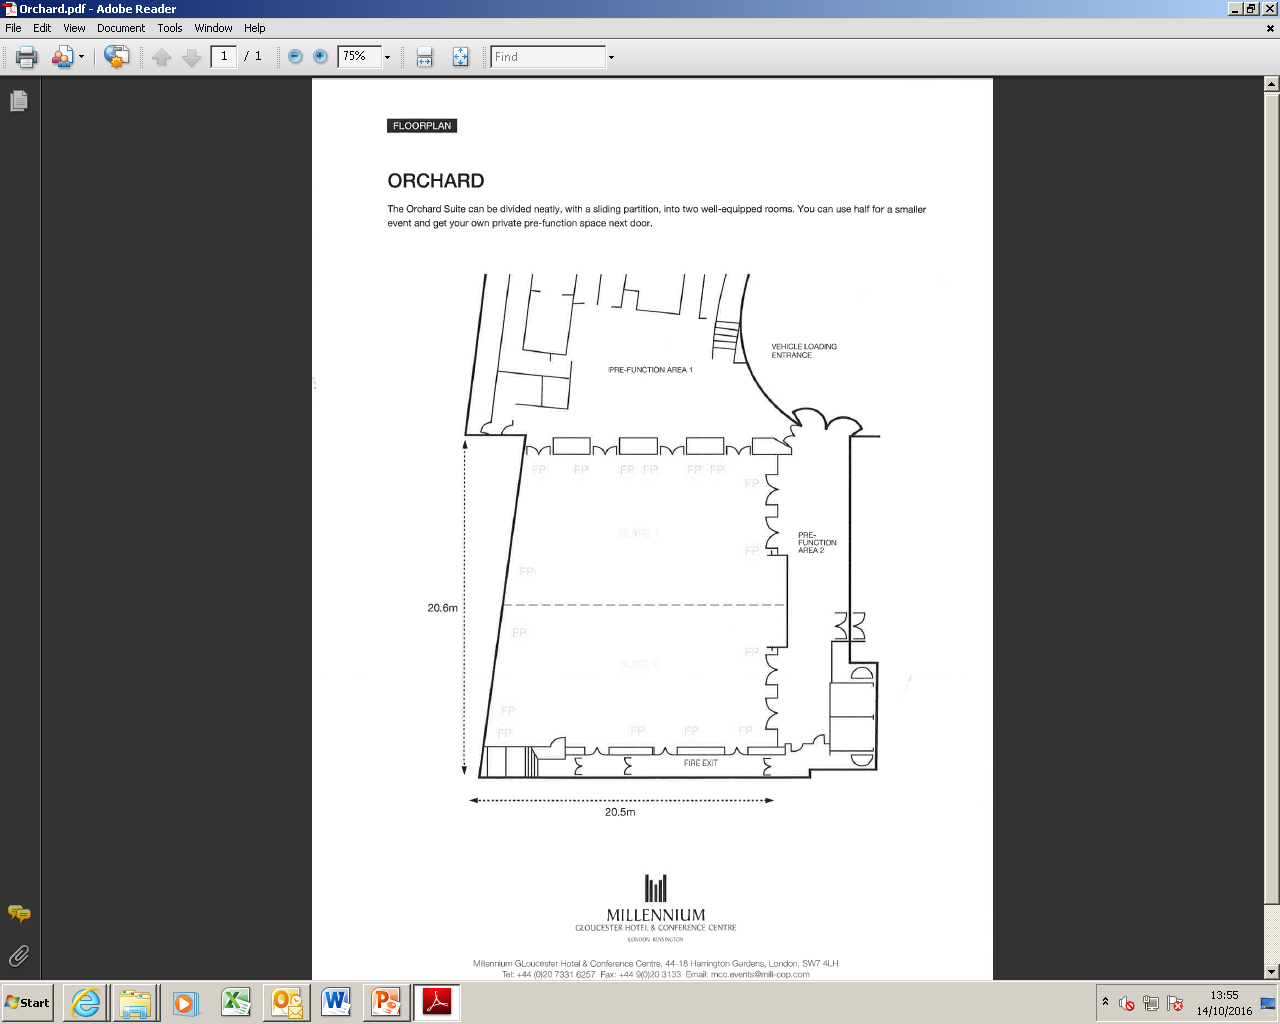 Orchard.pdf - Adobe Reader
File Edit View Document Tools Window Help
1 / 1 75% Find
FLOORPLAN
ORCHARD
The Orchard Suite can be divided neatly, with a sliding partition, into two well-equipped rooms. You can use half for a smaller
event and get your own private pre-function space next door.
VEHICLE LOADING
ENTRANCE
PRE-FUNCTION AREA 1
FP FP FP FP FP FP
FP
SUITE 1
PRE-
FUNCTION
AREA 2
FP
FP
20.6m
FP
FP
SUITE 2
FP
FP FP FP
FP
FIRE EXIT
20.5m
MILLENNIUM
GLOUCESTER HOTEL & CONFERENCE CENTRE
LONDON KENSINGTON
Millennium GLoucester Hotel & Conference Centre, 44-18 Harrington Gardens, London, SW7 4LH
Tel: +44 (0)20 7331 6257 Fax: +44 9(0)20 3133 Email: mcc.events@mill-cop.com
Start
13:55
14/10/2016